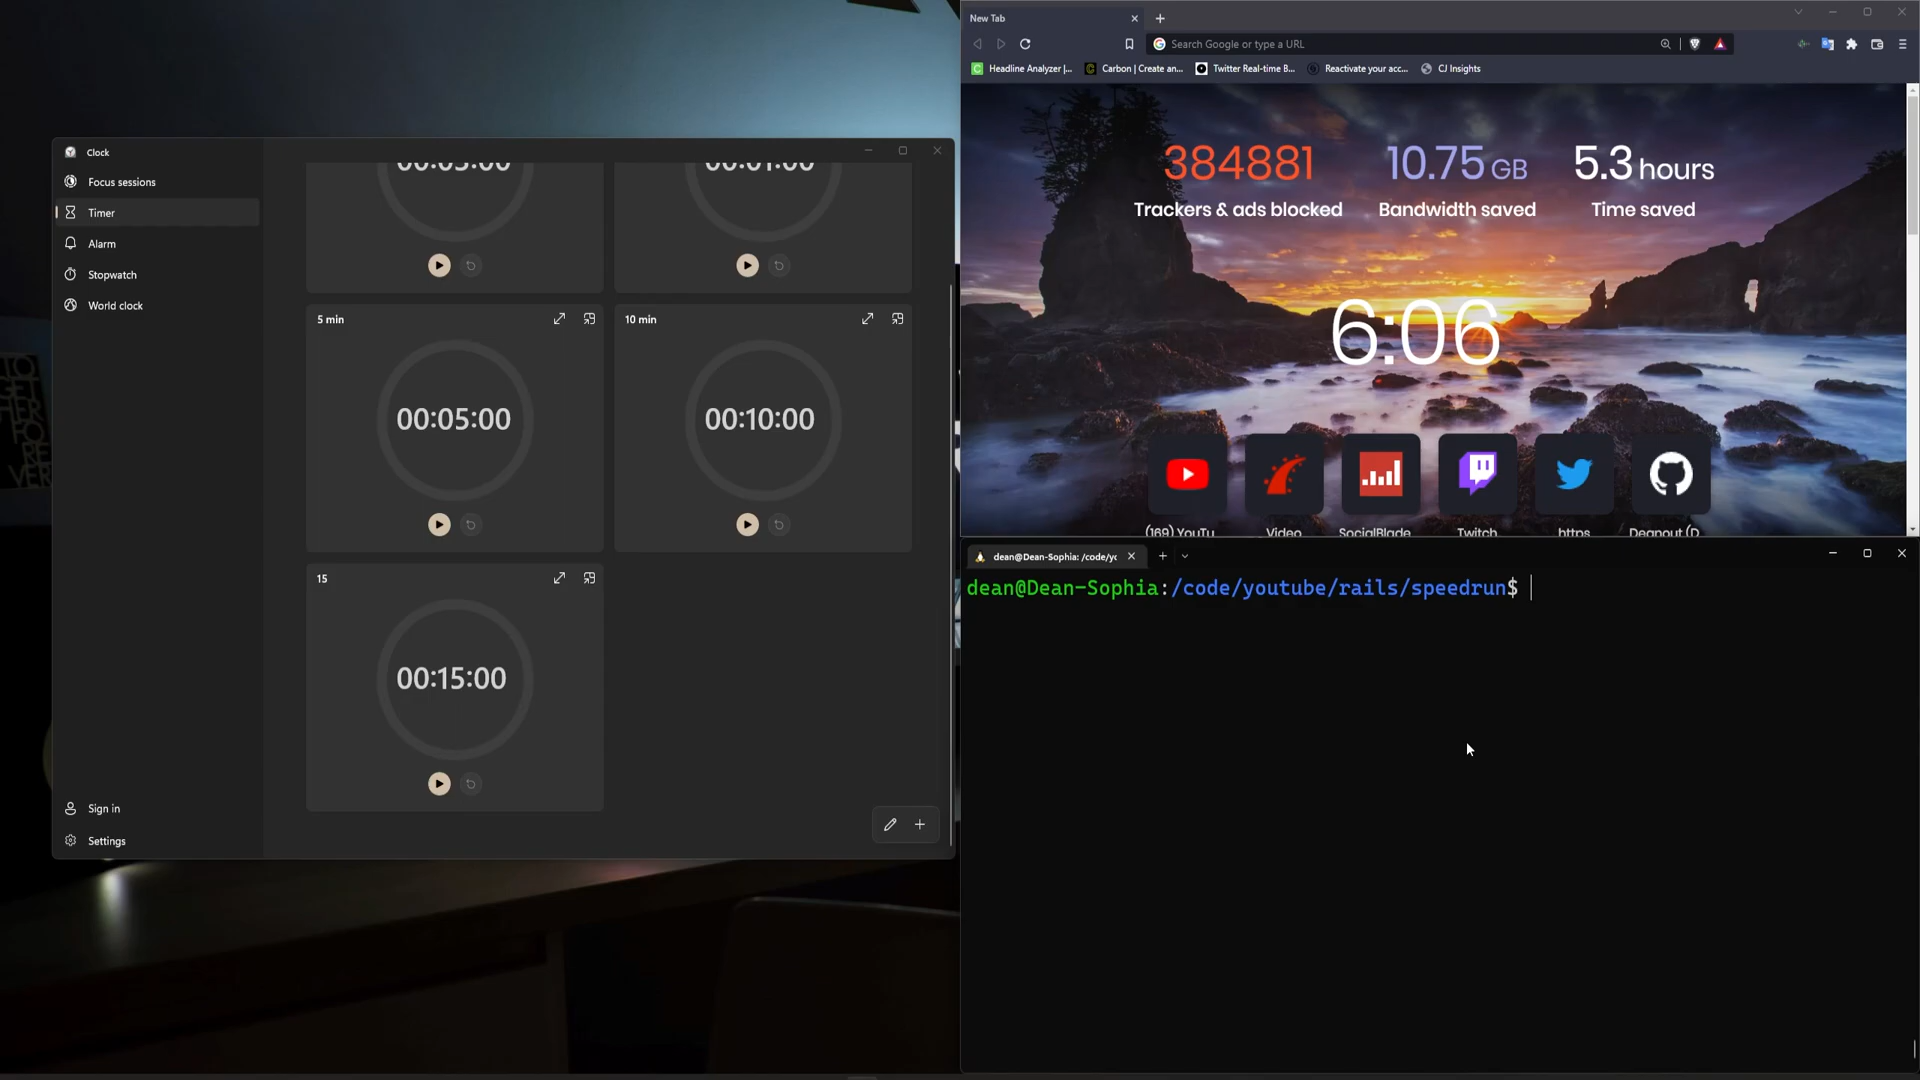 Clock
Focus sessions
Timer
Alarm
Stopwatch
World clock
Sign in
Settings
5 min
00:05:00
10 min
00:10:00
15
00:15:00
New Tab
Search Google or type a URL
Headline Analyzer |...
Carbon | Create an...
Twitter Real-time B...
Reactivate your acc...
CJ Insights
384881
Trackers & ads blocked
10.75 GB
Bandwidth saved
5.3 hours
Time saved
6:06
(169) YouTu
Video
SocialBlade
Twitch
https
Deanout (D
dean@Dean-Sophia: /code/yc
dean@Dean-Sophia:/code/youtube/rails/speedrun$